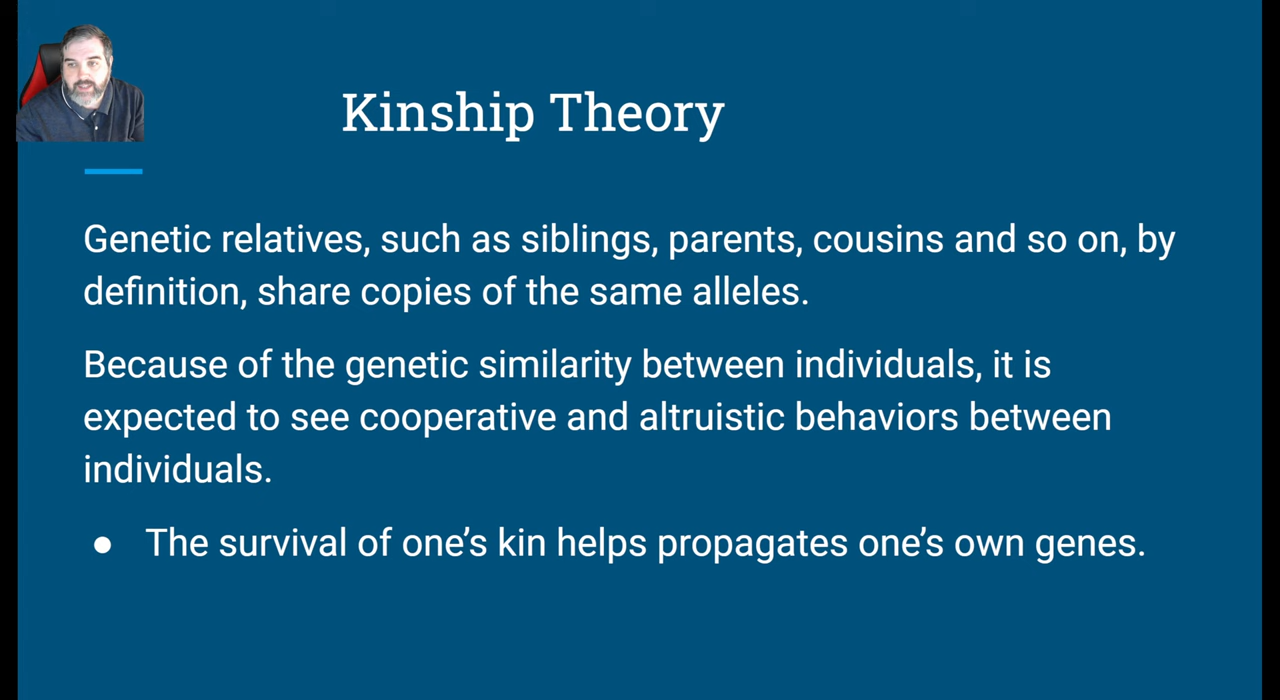 Kinship Theory
Genetic relatives, such as siblings, parents, cousins and so on, by
definition, share copies of the same alleles.
Because of the genetic similarity between individuals, it is
expected to see cooperative and altruistic behaviors between
individuals.
● The survival of one’s kin helps propagates one’s own genes.